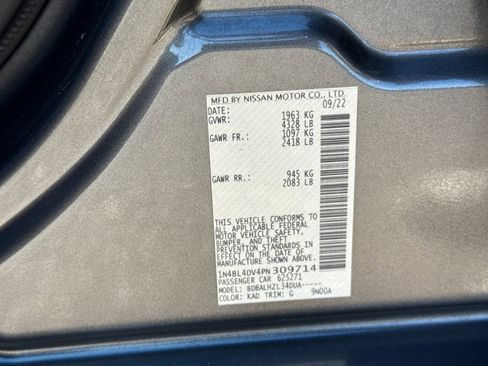 MFD BY NISSAN MOTOR CO., LTD.
DATE: 09/22
GVWR: 1963 KG
4328 LB
GAWR FR.: 1097 KG
2418 LB
GAWR RR.: 945 KG
2083 LB
THIS VEHICLE CONFORMS TO
ALL APPLICABLE FEDERAL
MOTOR VEHICLE SAFETY,
BUMPER, AND THEFT
PREVENTION STANDARDS IN
EFFECT ON THE DATE OF
MANUFACTURE SHOWN ABOVE.
1N4BL4DV4PN309714
PASSENGER CAR 625271
MODEL: BDBALHZL34DUA-----
COLOR: KAD TRIM: G 9N00A